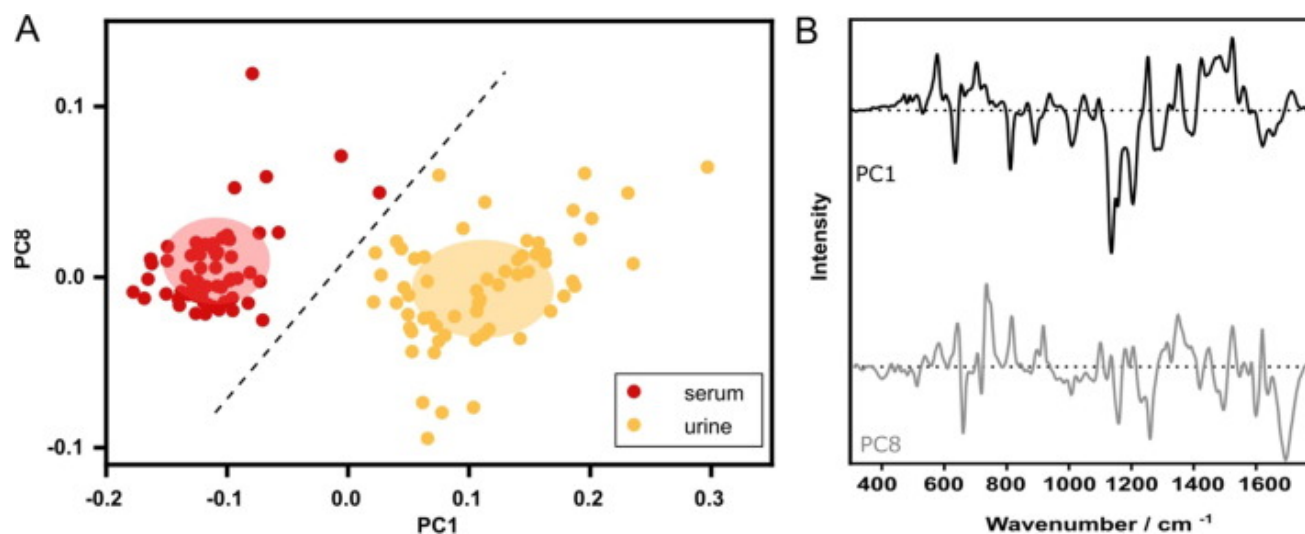 A
PC8
0.1
0.0
-0.1
-0.2
-0.1
0.0
0.1
0.2
0.3
PC1
serum
urine
B
Intensity
PC1
PC8
400
600
800
1000
1200
1400
1600
Wavenumber / cm -1